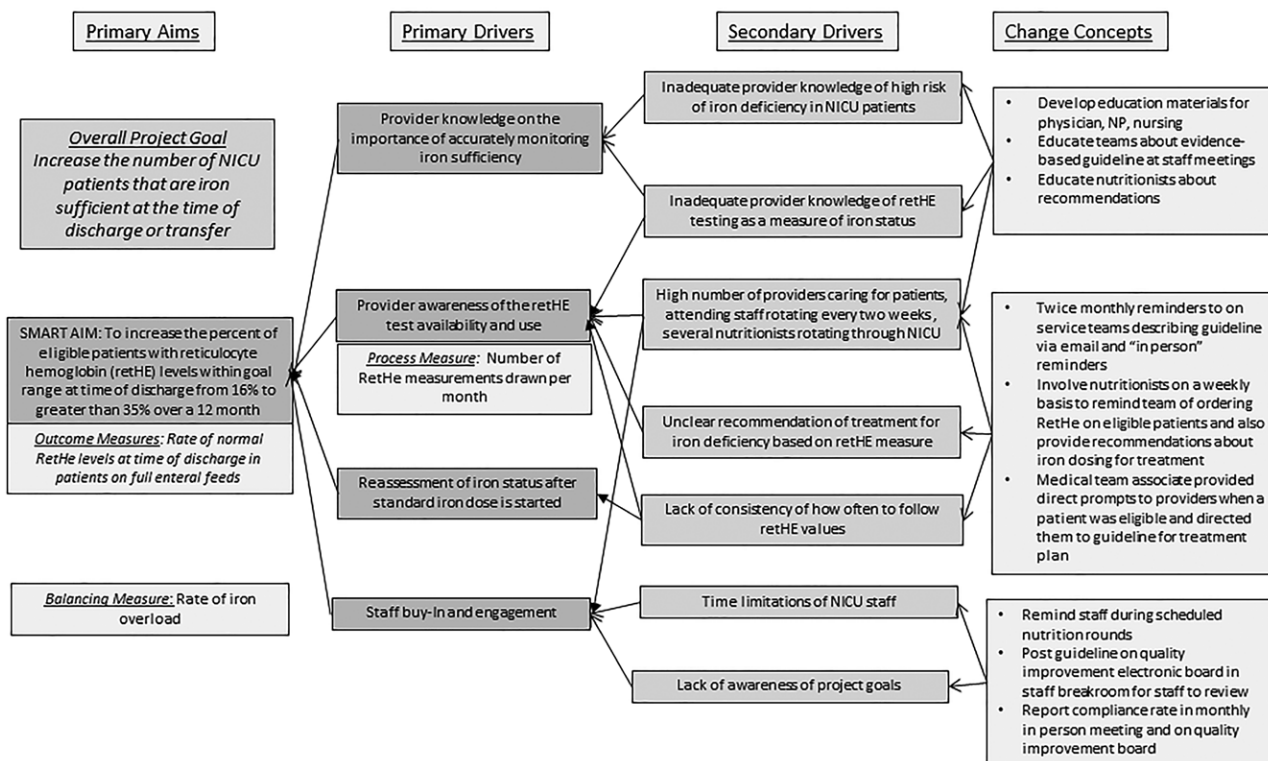 Primary Aims
Primary Drivers
Secondary Drivers
Change Concepts
Overall Project Goal
Increase the number of NICU
patients that are iron
sufficient at the time of
discharge or transfer
SMART AIM: To increase the percent of
eligible patients with reticulocyte
hemoglobin (retHE) levels within goal
range at time of discharge from 16% to
greater than 35% over a 12 month
Outcome Measures: Rate of normal
RetHe levels at time of discharge in
patients on full enteral feeds
Balancing Measure: Rate of iron
overload
Provider knowledge on the
importance of accurately monitoring
iron sufficiency
Provider awareness of the retHE
test availability and use
Process Measure: Number of
RetHe measurements drawn per
month
Reassessment of iron status after
standard iron dose is started
Staff buy-In and engagement
Inadequate provider knowledge of high risk
of iron deficiency in NICU patients
Inadequate provider knowledge of retHE
testing as a measure of iron status
High number of providers caring for patients,
attending staff rotating every two weeks,
several nutritionists rotating through NICU
Unclear recommendation of treatment for
iron deficiency based on retHE measure
Lack of consistency of how often to follow
retHE values
Time limitations of NICU staff
Lack of awareness of project goals
• Develop education materials for
physician, NP, nursing
• Educate teams about evidence-
based guideline at staff meetings
• Educate nutritionists about
recommendations
• Twice monthly reminders to on
service teams describing guideline
via email and “in person”
reminders
• Involve nutritionists on a weekly
basis to remind team of ordering
RetHe on eligible patients and also
provide recommendations about
iron dosing for treatment
• Medical team associate provided
direct prompts to providers when a
patient was eligible and directed
them to guideline for treatment
plan
• Remind staff during scheduled
nutrition rounds
• Post guideline on quality
improvement electronic board in
staff breakroom for staff to review
• Report compliance rate in monthly
in person meeting and on quality
improvement board